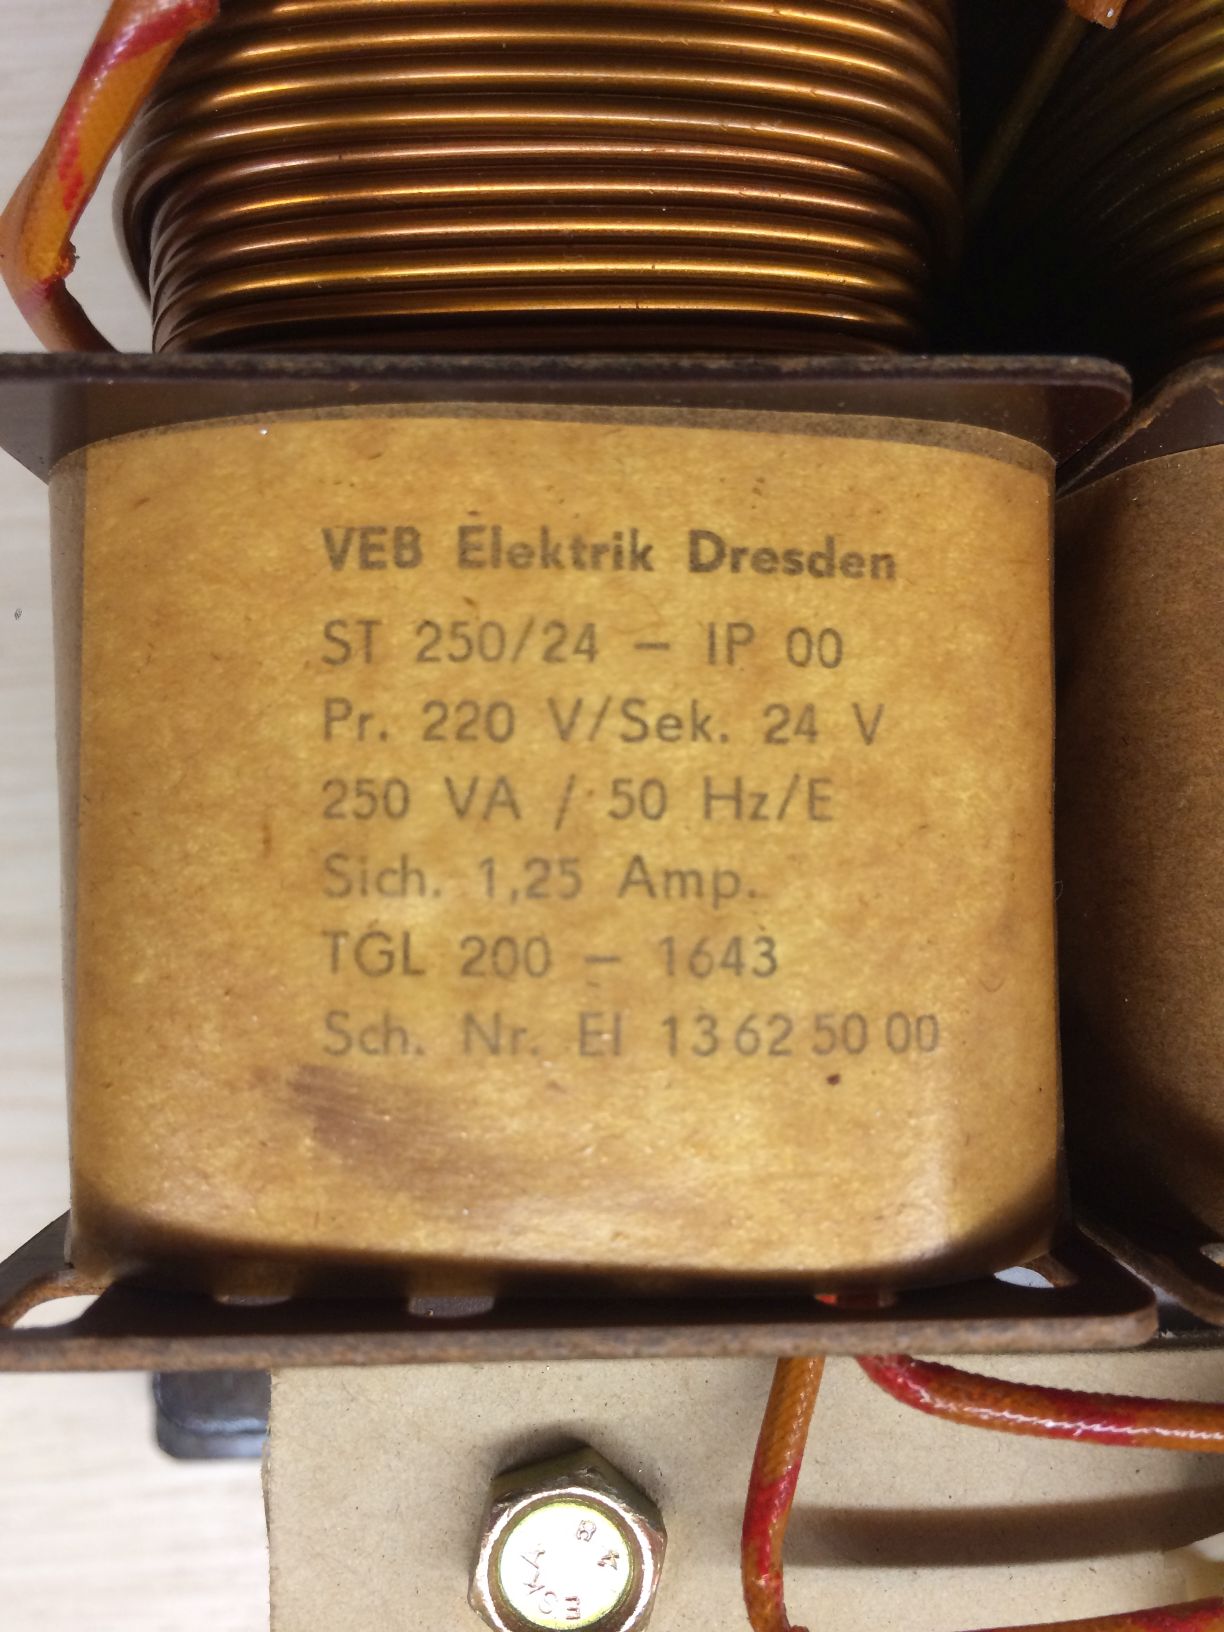 VEB Elektrik Dresden
ST 250/24 – IP 00
Pr. 220 V/Sek. 24 V
250 VA / 50 Hz/E
Sich. 1,25 Amp.
TGL 200 – 1643
Sch. Nr. EI 13 62 50 00